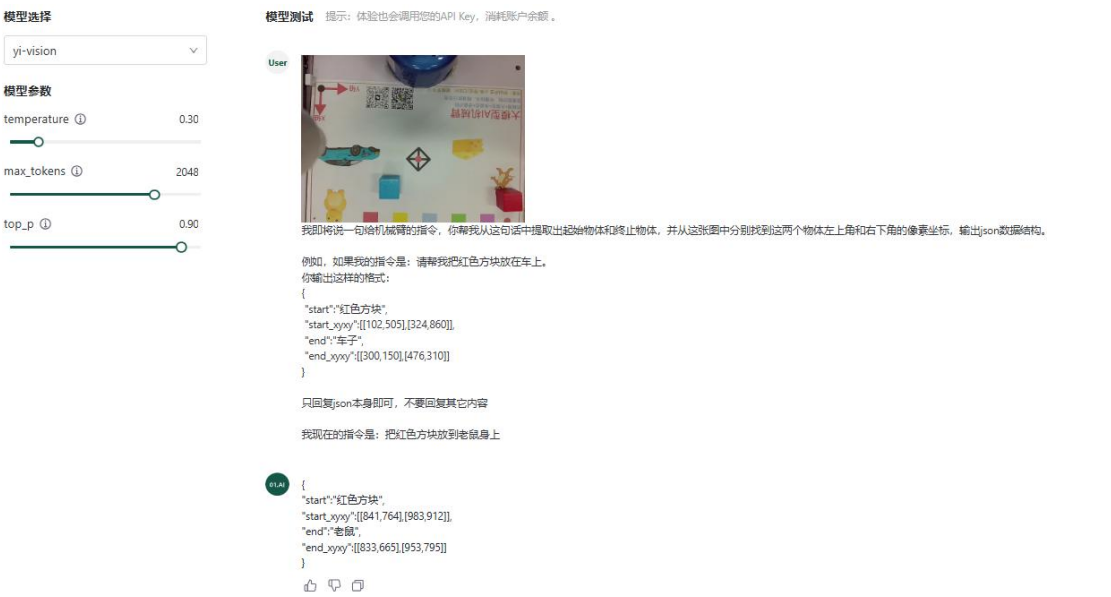 模型选择
yi-vision
模型参数
temperature
0.30
max_tokens
2048
top_p
0.90
模型测试 提示：体验也会调用您的API Key，消耗账户余额 。
User
大模型AI机械臂
我即将说一句给机械臂的指令，你帮我从这句话中提取出起始物体和终止物体，并从这张图中分别找到这两个物体左上角和右下角的像素坐标，输出json数据结构。
例如，如果我的指令是：请帮我把红色方块放在车上。
你输出这样的格式：
{
"start":"红色方块",
"start_xyxy":[[102,505],[324,860]],
"end":"车子",
"end_xyxy":[[300,150],[476,310]]
}
只回复json本身即可，不要回复其它内容
我现在的指令是：把红色方块放到老鼠身上
01.AI
{
"start":"红色方块",
"start_xyxy":[[841,764],[983,912]],
"end":"老鼠",
"end_xyxy":[[833,665],[953,795]]
}